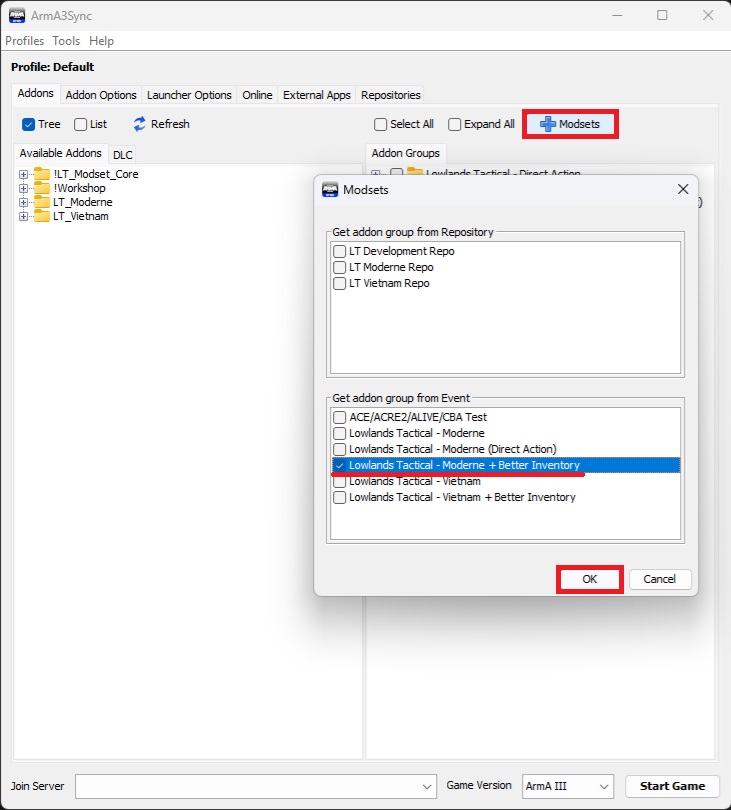 ArmA3Sync
Profiles Tools Help
Profile: Default
Addons Addon Options Launcher Options Online External Apps Repositories
Tree List Refresh Select All Expand All Modsets
Available Addons DLC Addon Groups
!LT_Modset_Core
!Workshop
LT_Moderne
LT_Vietnam
Lowlands Tactical - Direct Action
Modsets
Get addon group from Repository
LT Development Repo
LT Moderne Repo
LT Vietnam Repo
Get addon group from Event
ACE/ACRE2/ALIVE/CBA Test
Lowlands Tactical - Moderne
Lowlands Tactical - Moderne (Direct Action)
Lowlands Tactical - Moderne + Better Inventory
Lowlands Tactical - Vietnam
Lowlands Tactical - Vietnam + Better Inventory
OK Cancel
Join Server Game Version ArmA III Start Game